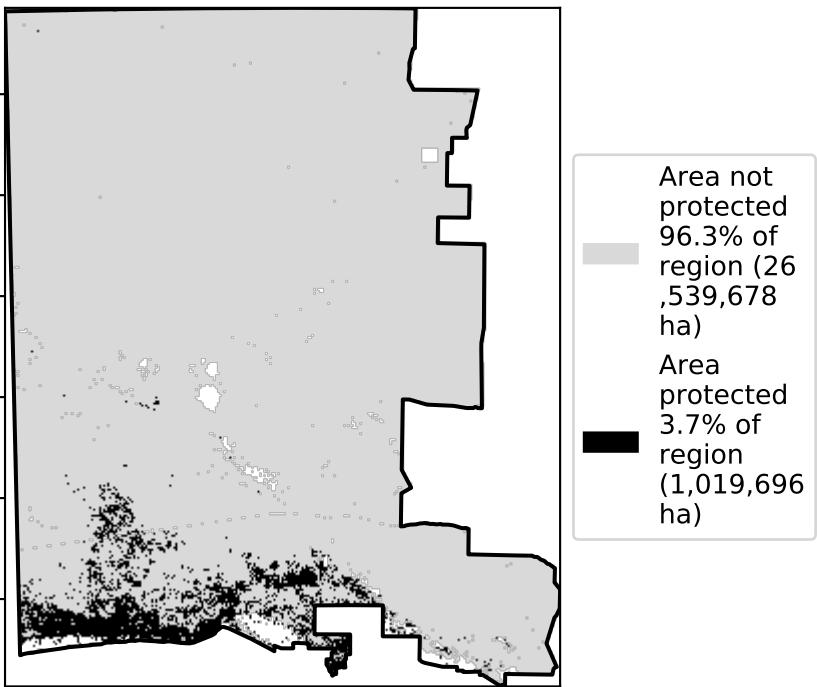 Area not
protected
96.3% of
region (26
,539,678
ha)
Area
protected
3.7% of
region
(1,019,696
ha)